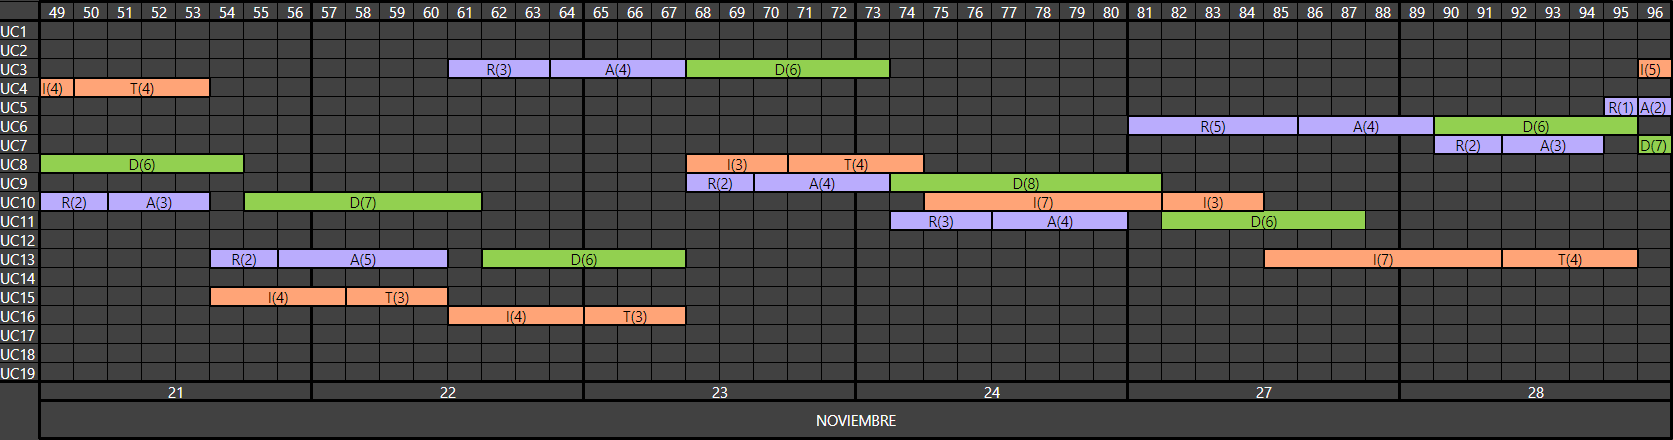 49 50 51 52 53 54 55 56 57 58 59 60 61 62 63 64 65 66 67 68 69 70 71 72 73 74 75 76 77 78 79 80 81 82 83 84 85 86 87 88 89 90 91 92 93 94 95 96
UC1
UC2
UC3 R(3) A(4) D(6) I(5)
UC4 I(4) T(4)
UC5 R(1) A(2)
UC6 R(5) A(4) D(6)
UC7 R(2) A(3) D(7)
UC8 D(6) I(3) T(4)
UC9 R(2) A(4) D(8)
UC10 R(2) A(3) D(7) I(7) I(3)
UC11 R(3) A(4) D(6)
UC12
UC13 R(2) A(5) D(6) I(7) T(4)
UC14
UC15 I(4) T(3)
UC16 I(4) T(3)
UC17
UC18
UC19
21 22 23 24 27 28
NOVIEMBRE